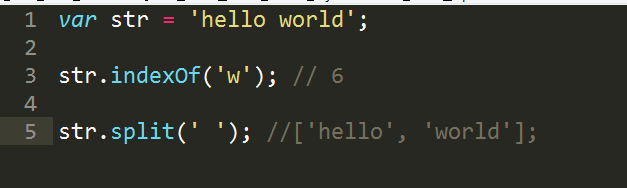 1 var str = 'hello world';
2
3 str.indexOf('w'); // 6
4
5 str.split(' '); //['hello', 'world'];